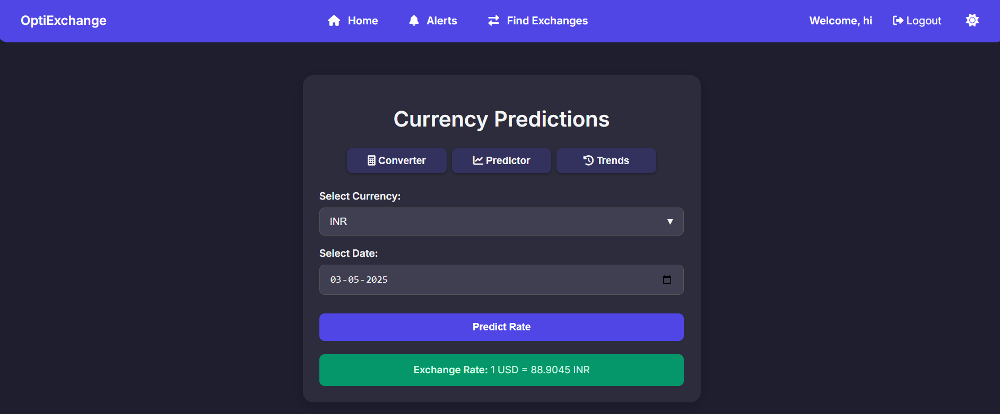 OptiExchange Home Alerts Find Exchanges Welcome, hi Logout
Currency Predictions
Converter Predictor Trends
Select Currency:
INR
Select Date:
03-05-2025
Predict Rate
Exchange Rate: 1 USD = 88.9045 INR